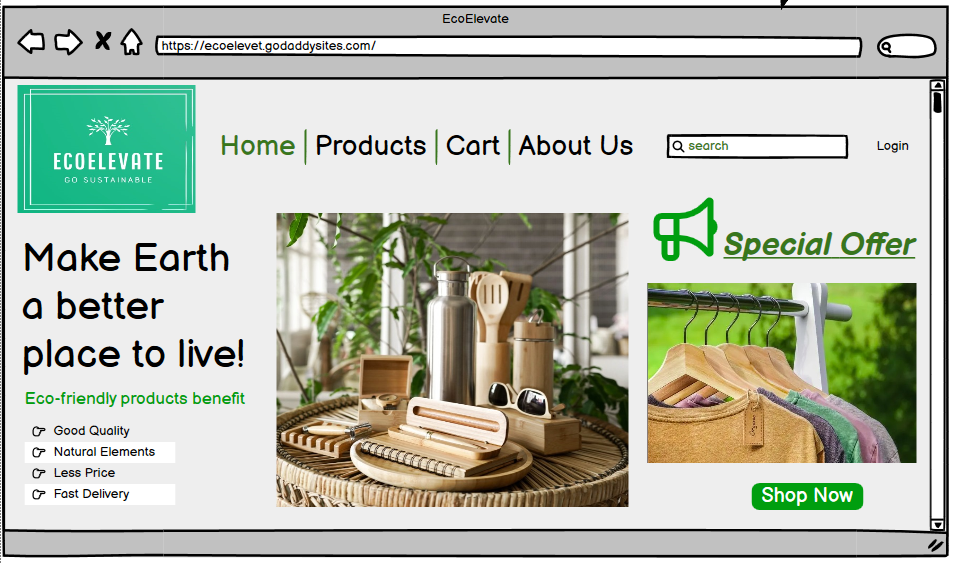 EcoElevate
https://ecoelevet.godaddysites.com/
ECOELEVATE
GO SUSTAINABLE
Home
Products
Cart
About Us
search
Login
Special Offer
Make Earth
a better
place to live!
Eco-friendly products benefit
Good Quality
Natural Elements
Less Price
Fast Delivery
Shop Now